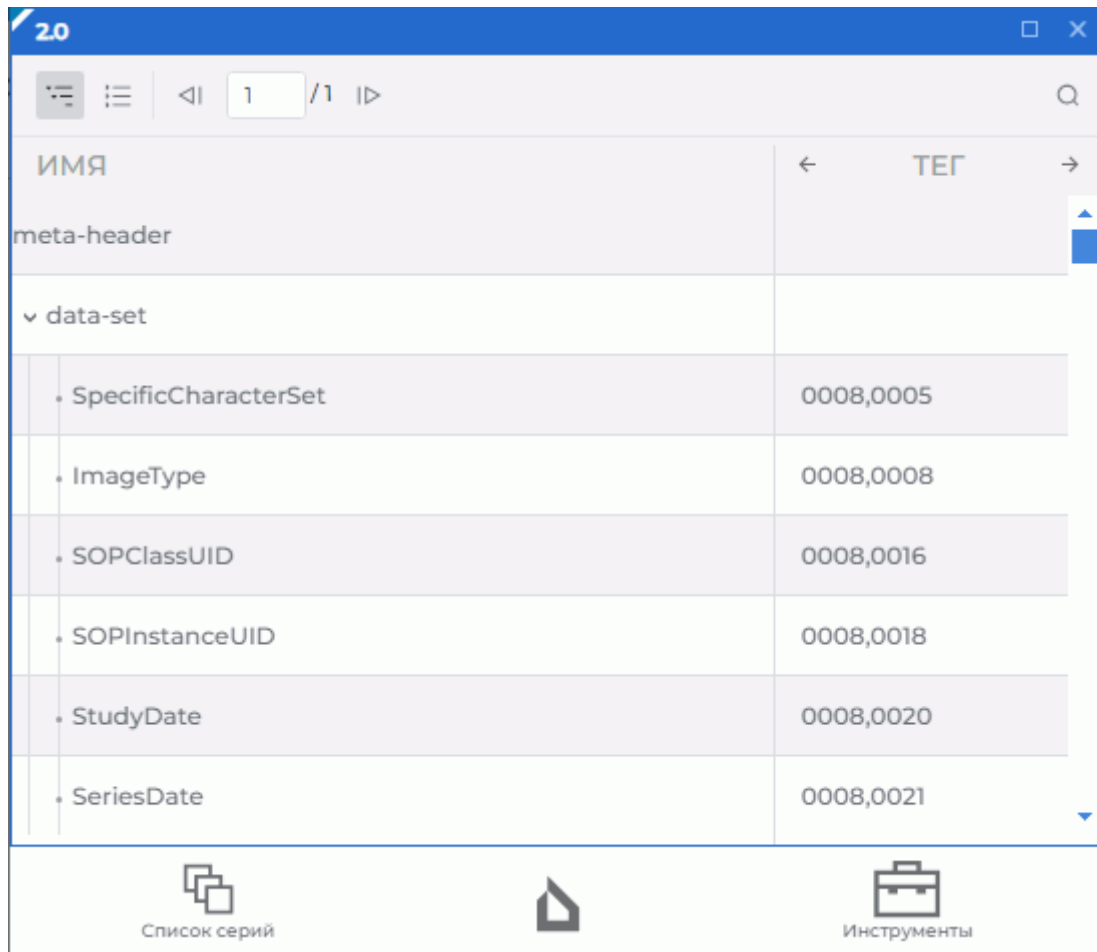 2.0
1 /1
ИМЯ ТЕГ
meta-header
data-set
SpecificCharacterSet 0008,0005
ImageType 0008,0008
SOPClassUID 0008,0016
SOPInstanceUID 0008,0018
StudyDate 0008,0020
SeriesDate 0008,0021
Список серий Инструменты